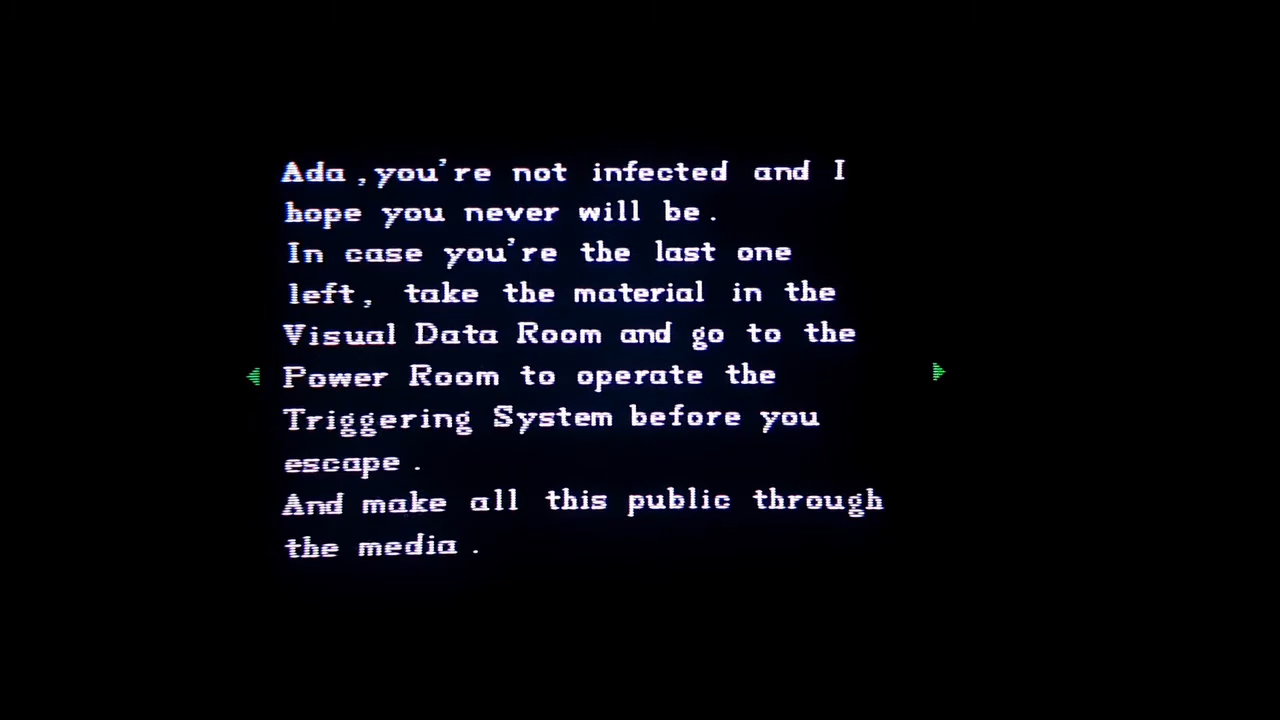 Ada ,you're not infected and I
hope you never will be.
In case you're the last one
left, take the material in the
Visual Data Room and go to the
Power Room to operate the
Triggering System before you
escape.
And make all this public through
the media.